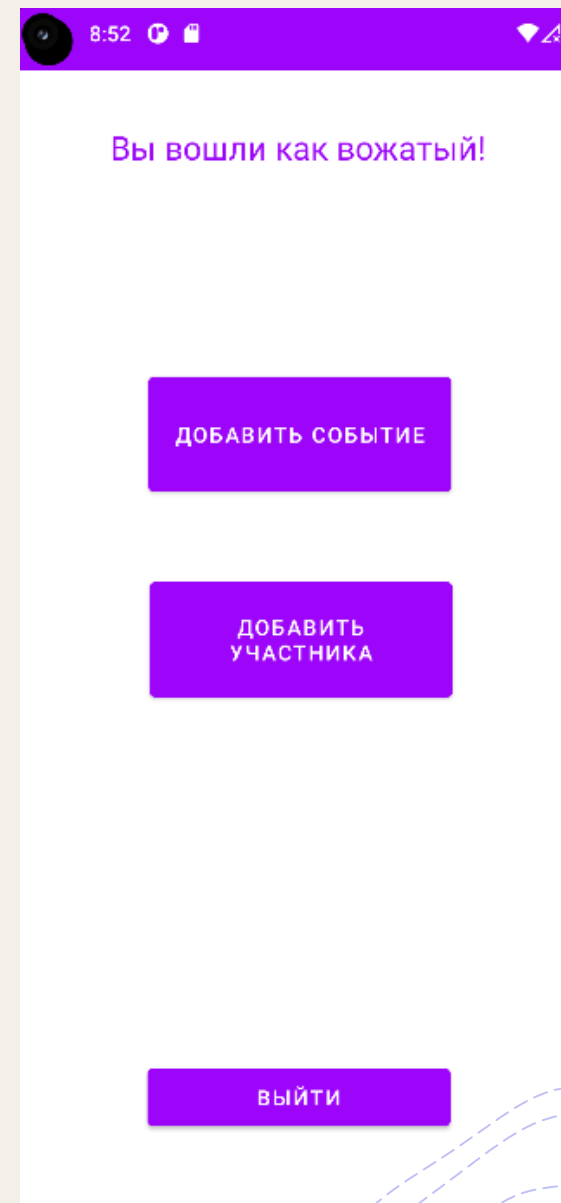 8:52
Вы вошли как вожатый!
ДОБАВИТЬ СОБЫТИЕ
ДОБАВИТЬ
УЧАСТНИКА
ВЫЙТИ